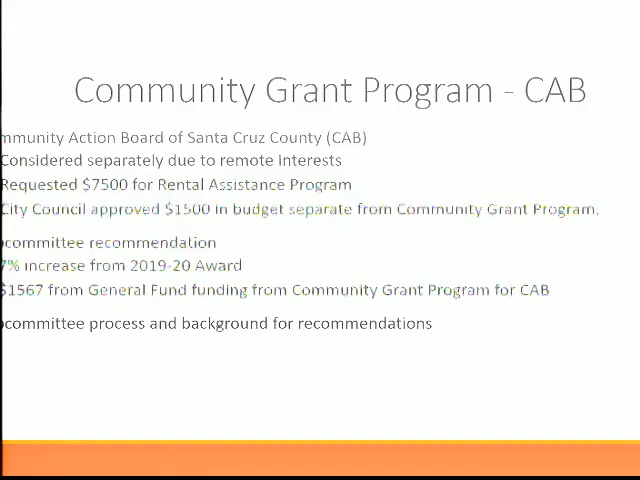 Community Grant Program - CAB
mmunity Action Board of Santa Cruz County (CAB)
Considered separately due to remote interests
Requested $7500 for Rental Assistance Program
City Council approved $1500 in budget separate from Community Grant Program.
committee recommendation
7% increase from 2019-20 Award
$1567 from General Fund funding from Community Grant Program for CAB
committee process and background for recommendations